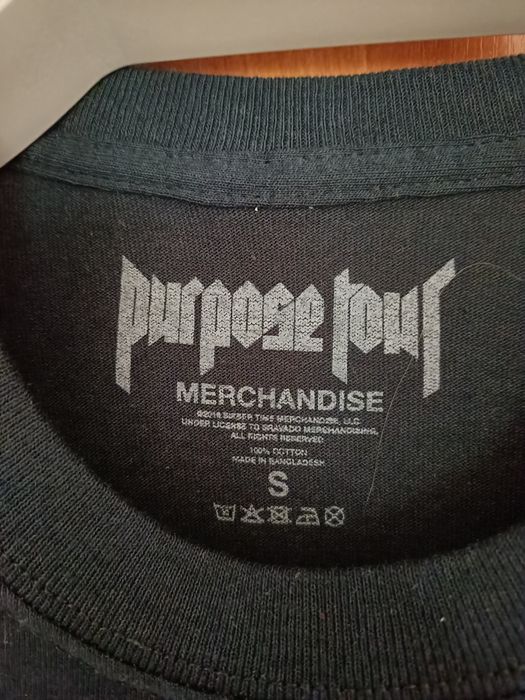 purpose tour
MERCHANDISE
©2016 BIEBER TIME MERCHANDISE, LLC
UNDER LICENSE TO BRAVADO MERCHANDISING.
ALL RIGHTS RESERVED
100% COTTON
MADE IN BANGLADESH
S